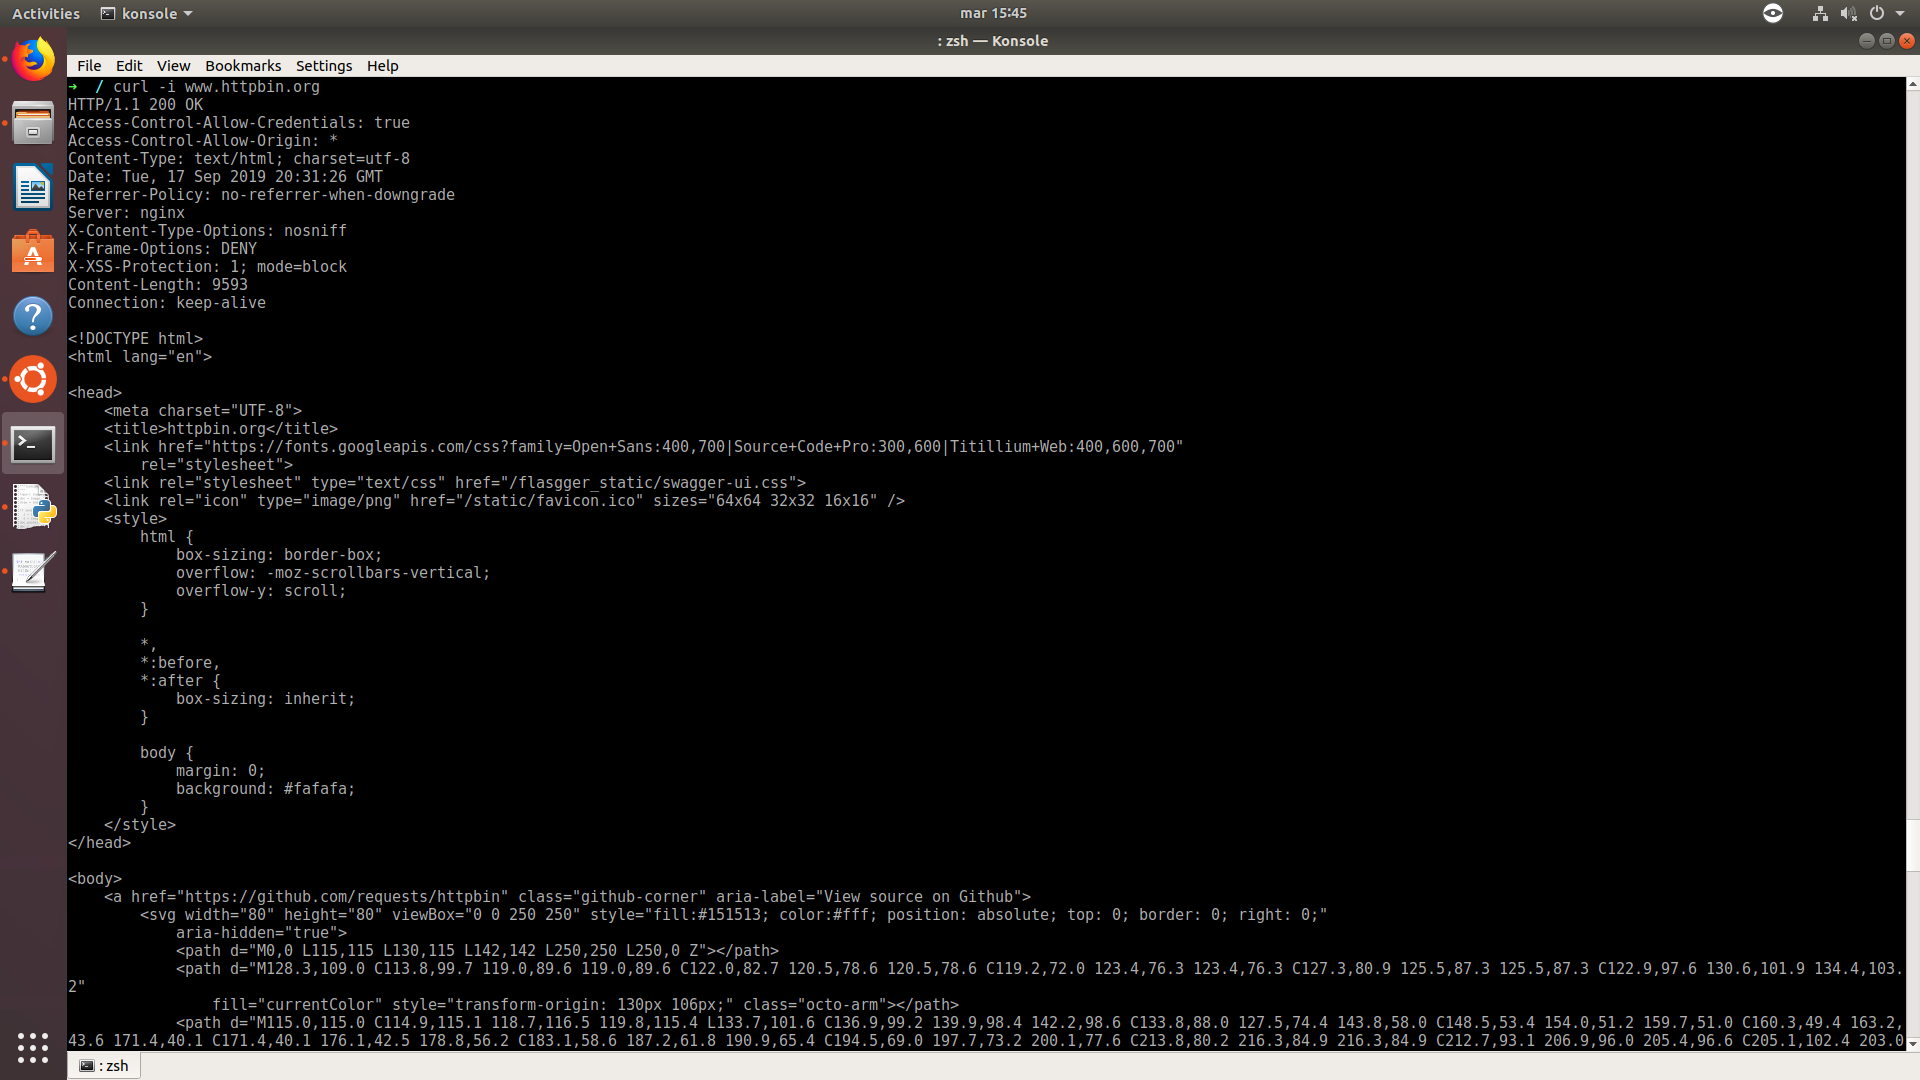 Activities konsole mar 15:45
: zsh — Konsole
File Edit View Bookmarks Settings Help
➜  / curl -i www.httpbin.org
HTTP/1.1 200 OK
Access-Control-Allow-Credentials: true
Access-Control-Allow-Origin: *
Content-Type: text/html; charset=utf-8
Date: Tue, 17 Sep 2019 20:31:26 GMT
Referrer-Policy: no-referrer-when-downgrade
Server: nginx
X-Content-Type-Options: nosniff
X-Frame-Options: DENY
X-XSS-Protection: 1; mode=block
Content-Length: 9593
Connection: keep-alive

<!DOCTYPE html>
<html lang="en">

<head>
    <meta charset="UTF-8">
    <title>httpbin.org</title>
    <link href="https://fonts.googleapis.com/css?family=Open+Sans:400,700|Source+Code+Pro:300,600|Titillium+Web:400,600,700"
        rel="stylesheet">
    <link rel="stylesheet" type="text/css" href="/flasgger_static/swagger-ui.css">
    <link rel="icon" type="image/png" href="/static/favicon.ico" sizes="64x64 32x32 16x16" />
    <style>
        html {
            box-sizing: border-box;
            overflow: -moz-scrollbars-vertical;
            overflow-y: scroll;
        }

        *,
        *:before,
        *:after {
            box-sizing: inherit;
        }

        body {
            margin: 0;
            background: #fafafa;
        }
    </style>
</head>

<body>
    <a href="https://github.com/requests/httpbin" class="github-corner" aria-label="View source on Github">
        <svg width="80" height="80" viewBox="0 0 250 250" style="fill:#151513; color:#fff; position: absolute; top: 0; border: 0; right: 0;"
            aria-hidden="true">
            <path d="M0,0 L115,115 L130,115 L142,142 L250,250 L250,0 Z"></path>
            <path d="M128.3,109.0 C113.8,99.7 119.0,89.6 119.0,89.6 C122.0,82.7 120.5,78.6 120.5,78.6 C119.2,72.0 123.4,76.3 123.4,76.3 C127.3,80.9 125.5,87.3 125.5,87.3 C122.9,97.6 130.6,101.9 134.4,103.
2"
                fill="currentColor" style="transform-origin: 130px 106px;" class="octo-arm"></path>
            <path d="M115.0,115.0 C114.9,115.1 118.7,116.5 119.8,115.4 L133.7,101.6 C136.9,99.2 139.9,98.4 142.2,98.6 C133.8,88.0 127.5,74.4 143.8,58.0 C148.5,53.4 154.0,51.2 159.7,51.0 C160.3,49.4 163.2,
43.6 171.4,40.1 C171.4,40.1 176.1,42.5 178.8,56.2 C183.1,58.6 187.2,61.8 190.9,65.4 C194.5,69.0 197.7,73.2 200.1,77.6 C213.8,80.2 216.3,84.9 216.3,84.9 C212.7,93.1 206.9,96.0 205.4,96.6 C205.1,102.4 203.0
: zsh